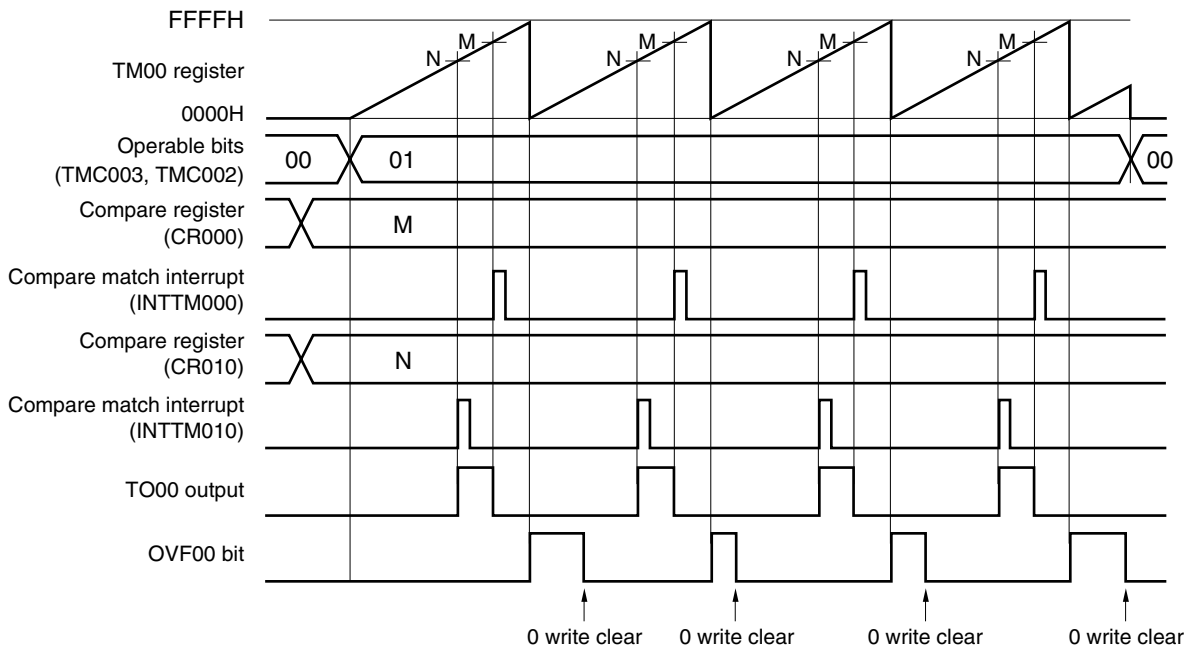 FFFFH
M M M M
N N N N
TM00 register
0000H
Operable bits
(TMC003, TMC002)
00 01 00
Compare register
(CR000)
M
Compare match interrupt
(INTTM000)
Compare register
(CR010)
N
Compare match interrupt
(INTTM010)
TO00 output
OVF00 bit
0 write clear 0 write clear 0 write clear 0 write clear